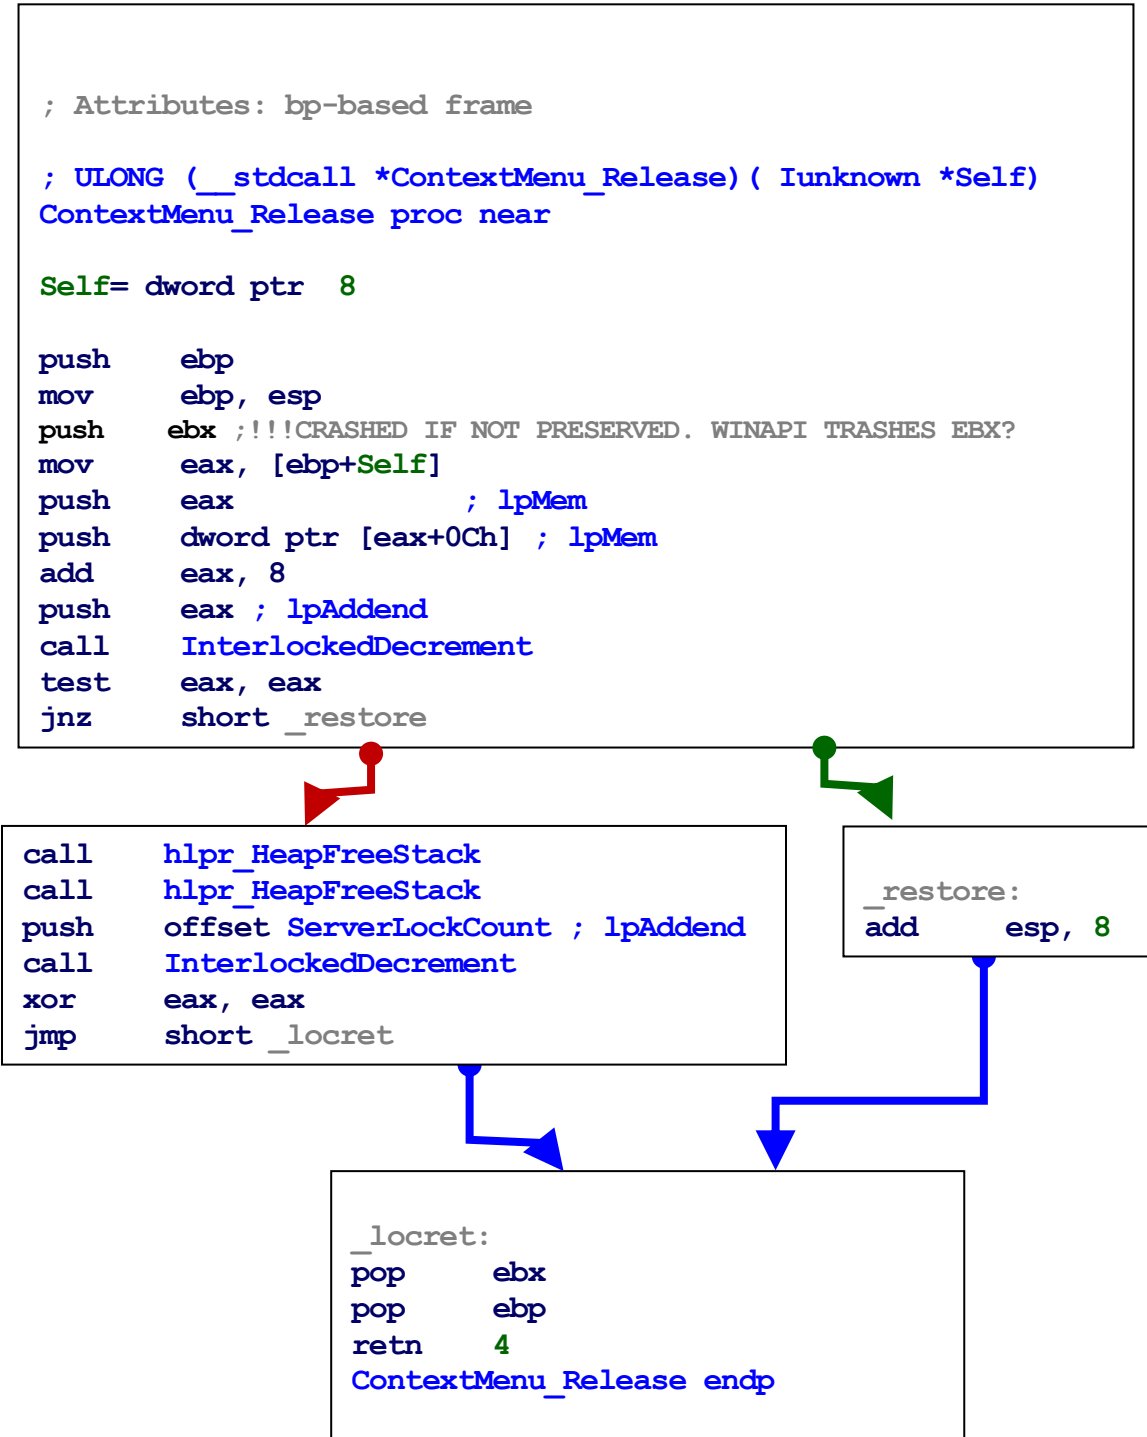 ; Attributes: bp-based frame
; ULONG (__stdcall *ContextMenu_Release)( Iunknown *Self)
ContextMenu_Release proc near
Self= dword ptr  8
push    ebp
mov     ebp, esp
push    ebx ;!!!CRASHED IF NOT PRESERVED. WINAPI TRASHES EBX?
mov     eax, [ebp+Self]
push    eax             ; lpMem
push    dword ptr [eax+0Ch] ; lpMem
add     eax, 8
push    eax ; lpAddend
call    InterlockedDecrement
test    eax, eax
jnz     short _restore
call    hlpr_HeapFreeStack
call    hlpr_HeapFreeStack
push    offset ServerLockCount ; lpAddend
call    InterlockedDecrement
xor     eax, eax
jmp     short _locret
_restore:
add     esp, 8
_locret:
pop     ebx
pop     ebp
retn    4
ContextMenu_Release endp